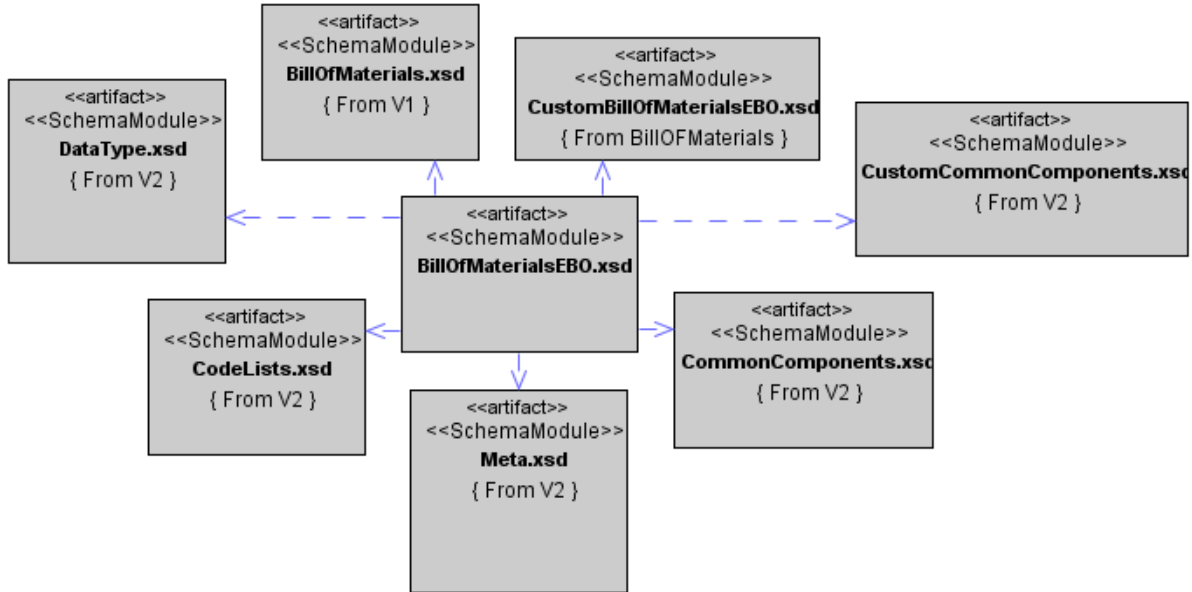 <<artifact>>
<<SchemaModule>>
BillOfMaterials.xsd
{ From V1 }
<<artifact>>
<<SchemaModule>>
CustomBillOfMaterialsEBO.xsd
{ From BillOFMaterials }
<<artifact>>
<<SchemaModule>>
DataType.xsd
{ From V2 }
<<artifact>>
<<SchemaModule>>
CustomCommonComponents.xsd
{ From V2 }
<<artifact>>
<<SchemaModule>>
BillOfMaterialsEBO.xsd
<<artifact>>
<<SchemaModule>>
CodeLists.xsd
{ From V2 }
<<artifact>>
<<SchemaModule>>
CommonComponents.xsd
{ From V2 }
<<artifact>>
<<SchemaModule>>
Meta.xsd
{ From V2 }